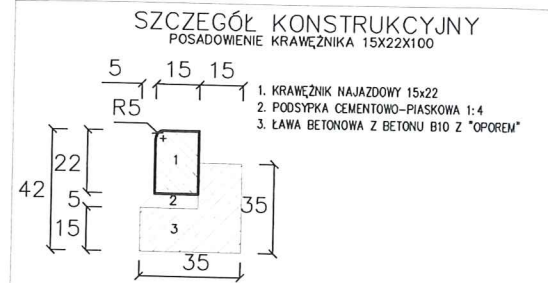 SZCZEGÓŁ KONSTRUKCYJNY
POSADOWIENIE KRAWĘŻNIKA 15X22X100
5 15 15
1. KRAWĘŻNIK NAJAZDOWY 15x22
2. PODSYPKA CEMENTOWO-PIASKOWA 1:4
3. ŁAWA BETONOWA Z BETONU B10 Z "OPOREM"
R5
1
22
42
2
5
35
3
15
35